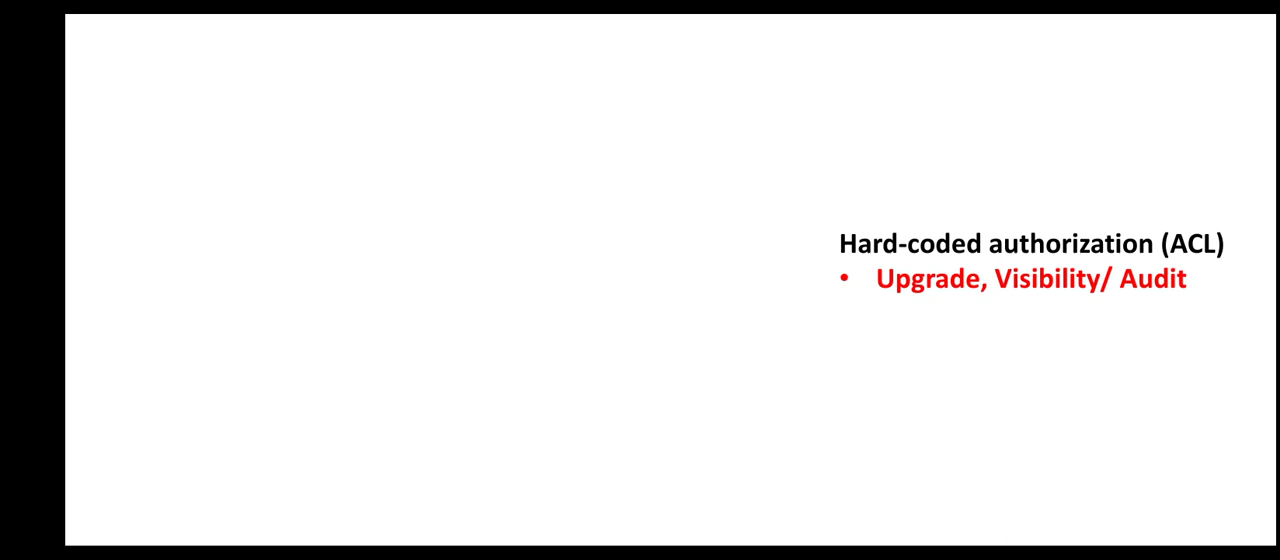 Hard-coded authorization (ACL)
• Upgrade, Visibility/ Audit